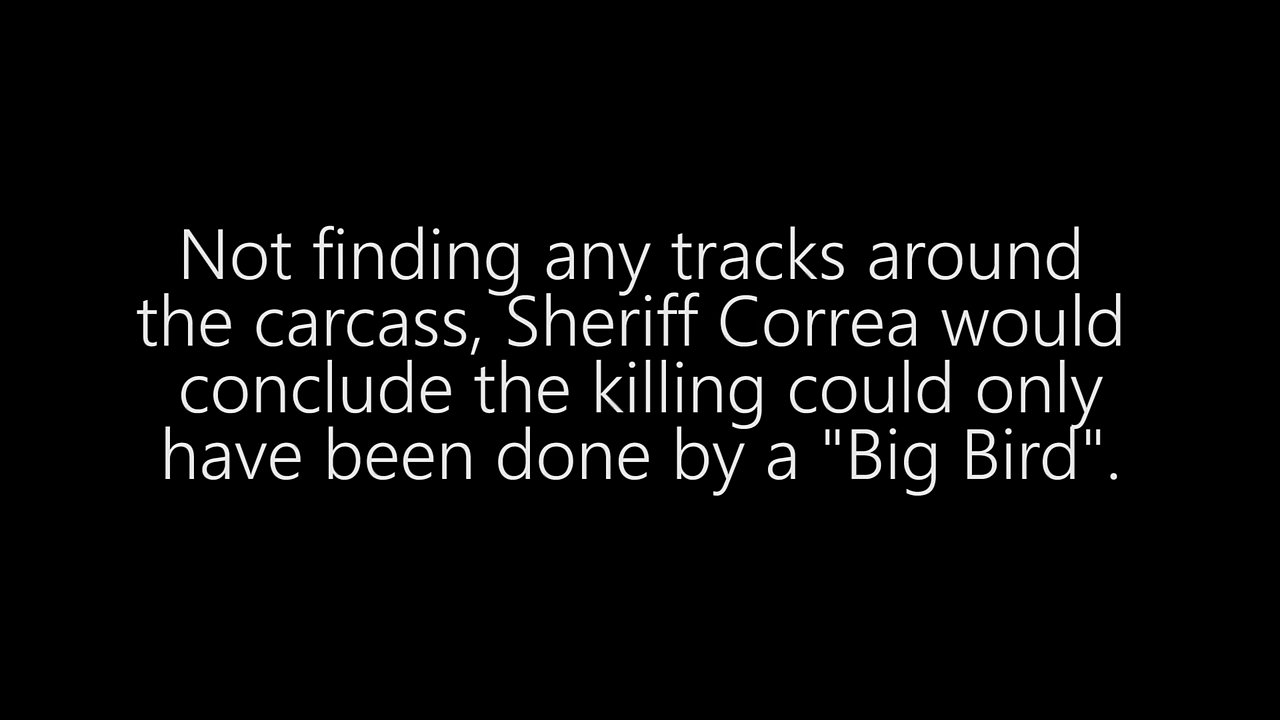 Not finding any tracks around
the carcass, Sheriff Correa would
conclude the killing could only
have been done by a "Big Bird".